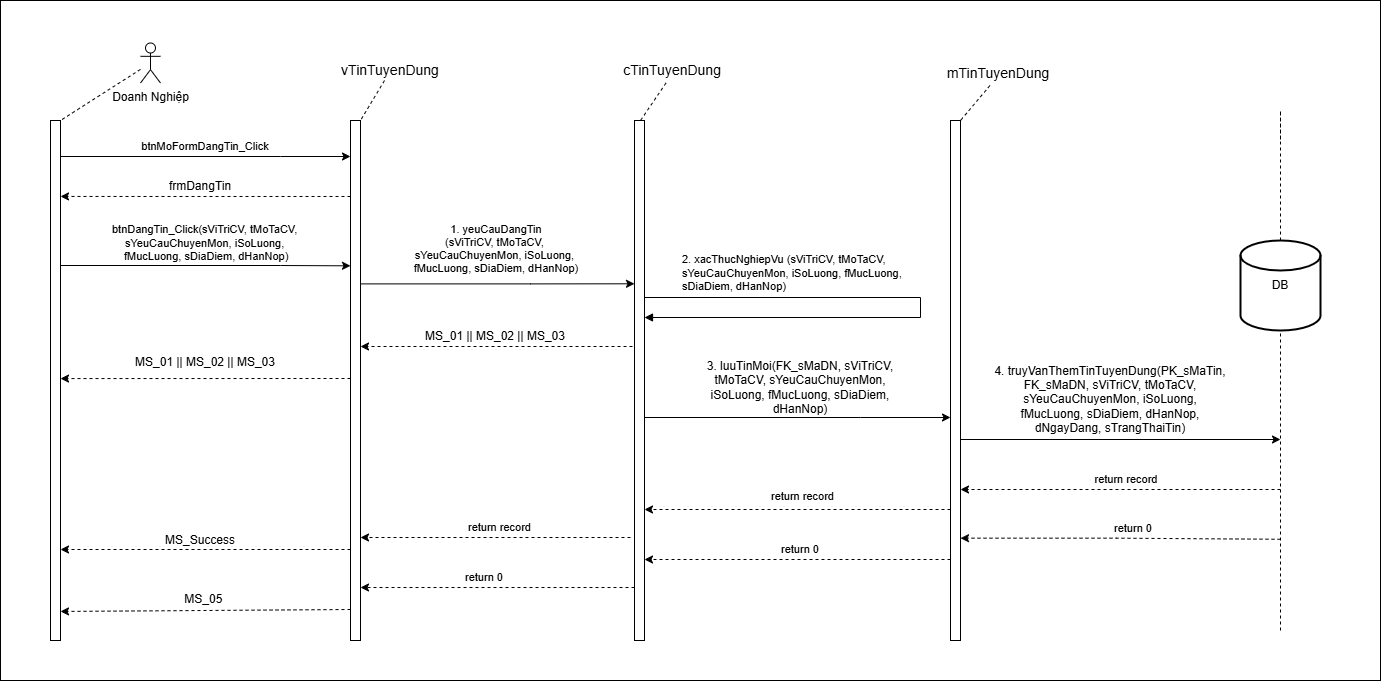 Doanh Nghiệp
vTinTuyenDung
cTinTuyenDung
mTinTuyenDung
btnMoFormDangTin_Click
frmDangTin
btnDangTin_Click(sViTriCV, tMoTaCV,
sYeuCauChuyenMon, iSoLuong,
fMucLuong, sDiaDiem, dHanNop)
1. yeuCauDangTin
(sViTriCV, tMoTaCV,
sYeuCauChuyenMon, iSoLuong,
fMucLuong, sDiaDiem, dHanNop)
2. xacThucNghiepVu (sViTriCV, tMoTaCV,
sYeuCauChuyenMon, iSoLuong, fMucLuong,
sDiaDiem, dHanNop)
DB
MS_01 || MS_02 || MS_03
MS_01 || MS_02 || MS_03
3. luuTinMoi(FK_sMaDN, sViTriCV,
tMoTaCV, sYeuCauChuyenMon,
iSoLuong, fMucLuong, sDiaDiem,
dHanNop)
4. truyVanThemTinTuyenDung(PK_sMaTin,
FK_sMaDN, sViTriCV, tMoTaCV,
sYeuCauChuyenMon, iSoLuong,
fMucLuong, sDiaDiem, dHanNop,
dNgayDang, sTrangThaiTin)
return record
return record
return record
MS_Success
return 0
return 0
return 0
MS_05